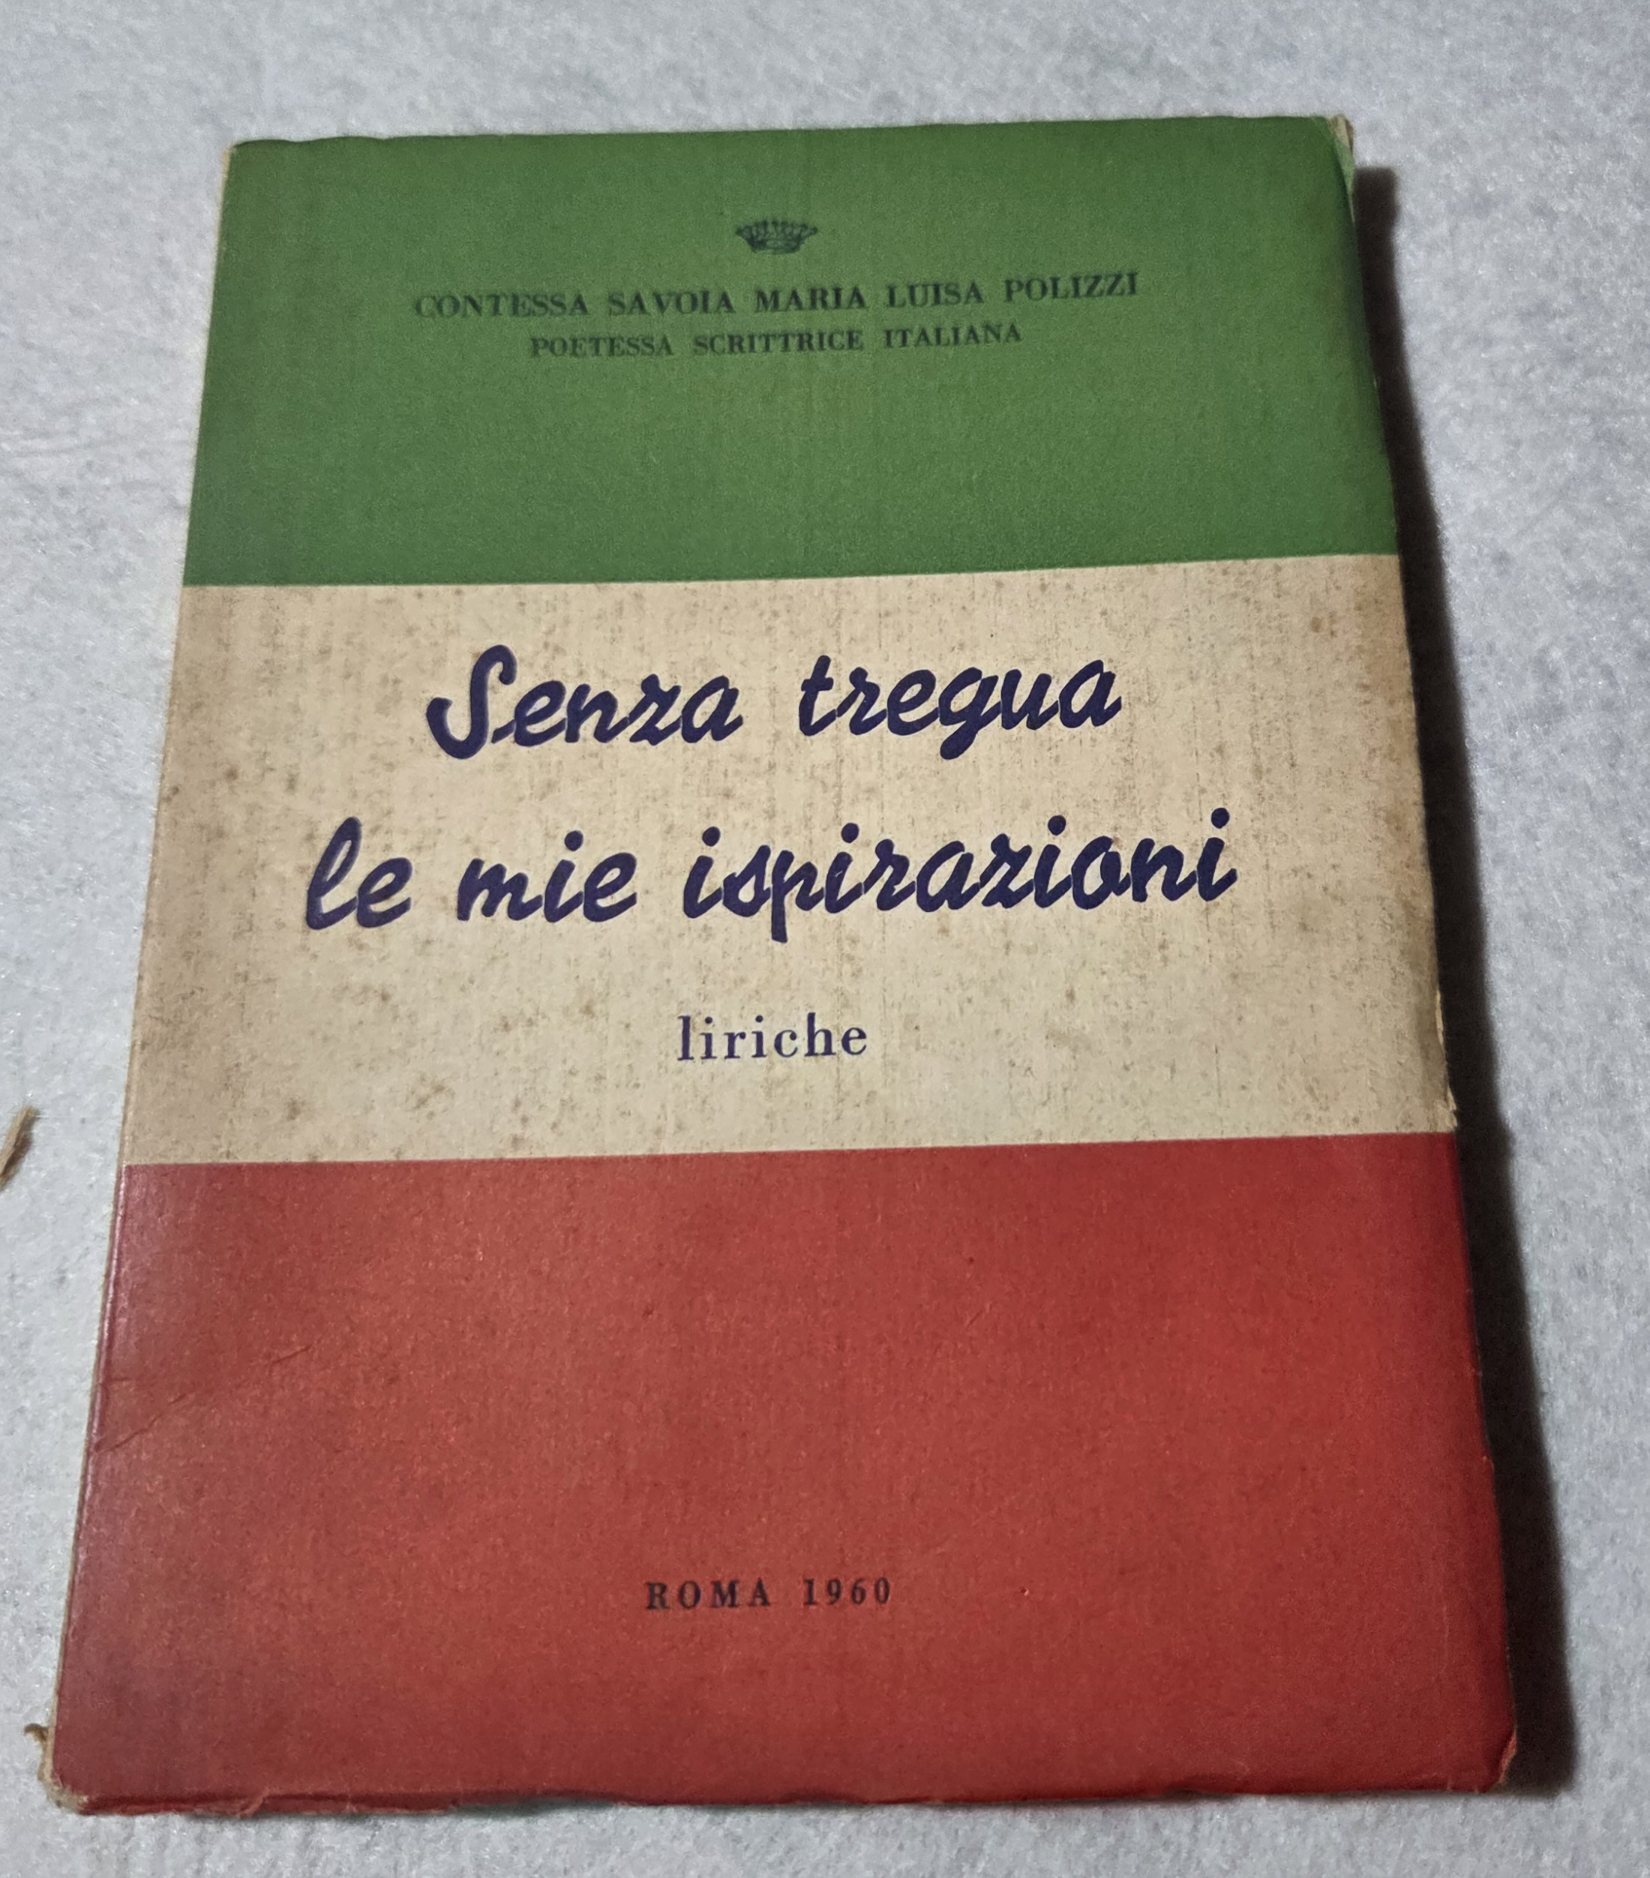 CONTESSA SAVOIA MARIA LUISA POLIZZI
POETESSA SCRITTRICE ITALIANA
Senza tregua
le mie ispirazioni
liriche
ROMA 1960